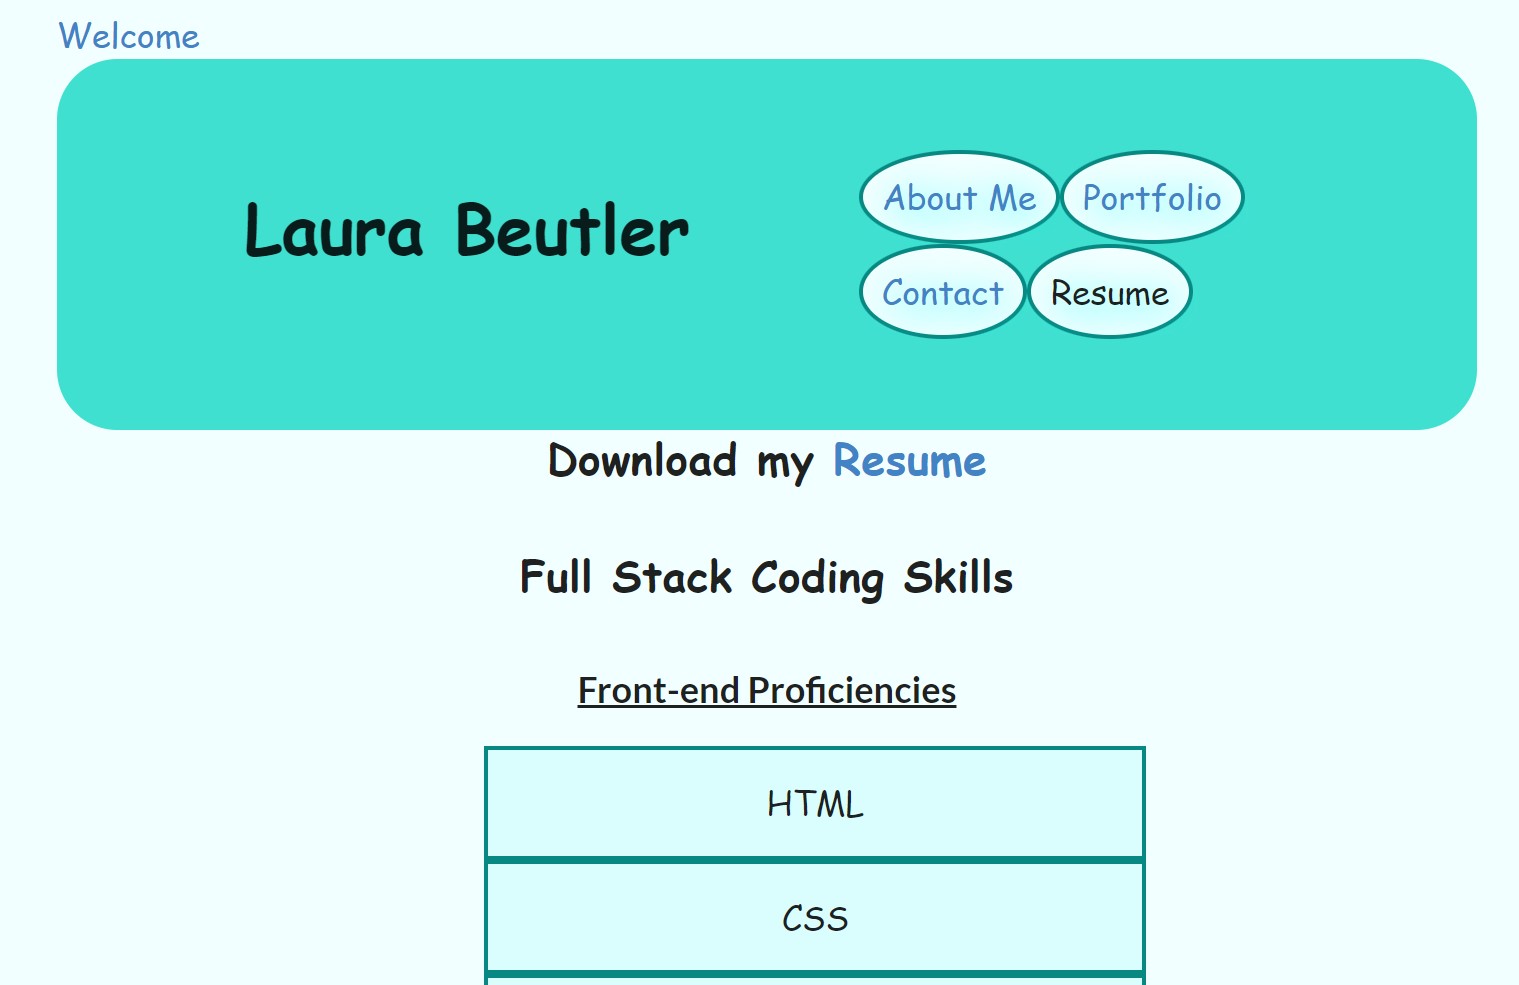 Welcome
Laura Beutler
About Me
Portfolio
Contact
Resume
Download my Resume
Full Stack Coding Skills
Front-end Proficiencies
HTML
CSS